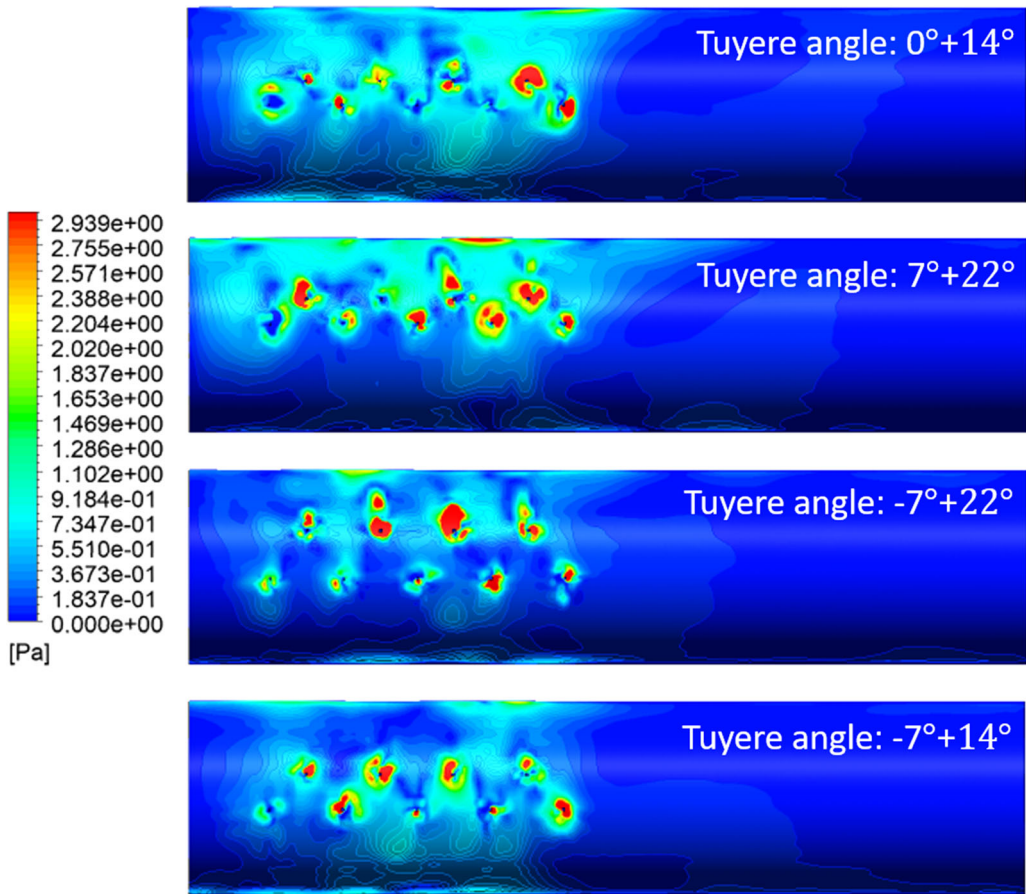 Tuyere angle: 0°+14°
2.939e+00
2.755e+00
2.571e+00
2.388e+00
2.204e+00
2.020e+00
1.837e+00
1.653e+00
1.469e+00
1.286e+00
1.102e+00
9.184e-01
7.347e-01
5.510e-01
3.673e-01
1.837e-01
0.000e+00
[Pa]
Tuyere angle: 7°+22°
Tuyere angle: -7°+22°
Tuyere angle: -7°+14°